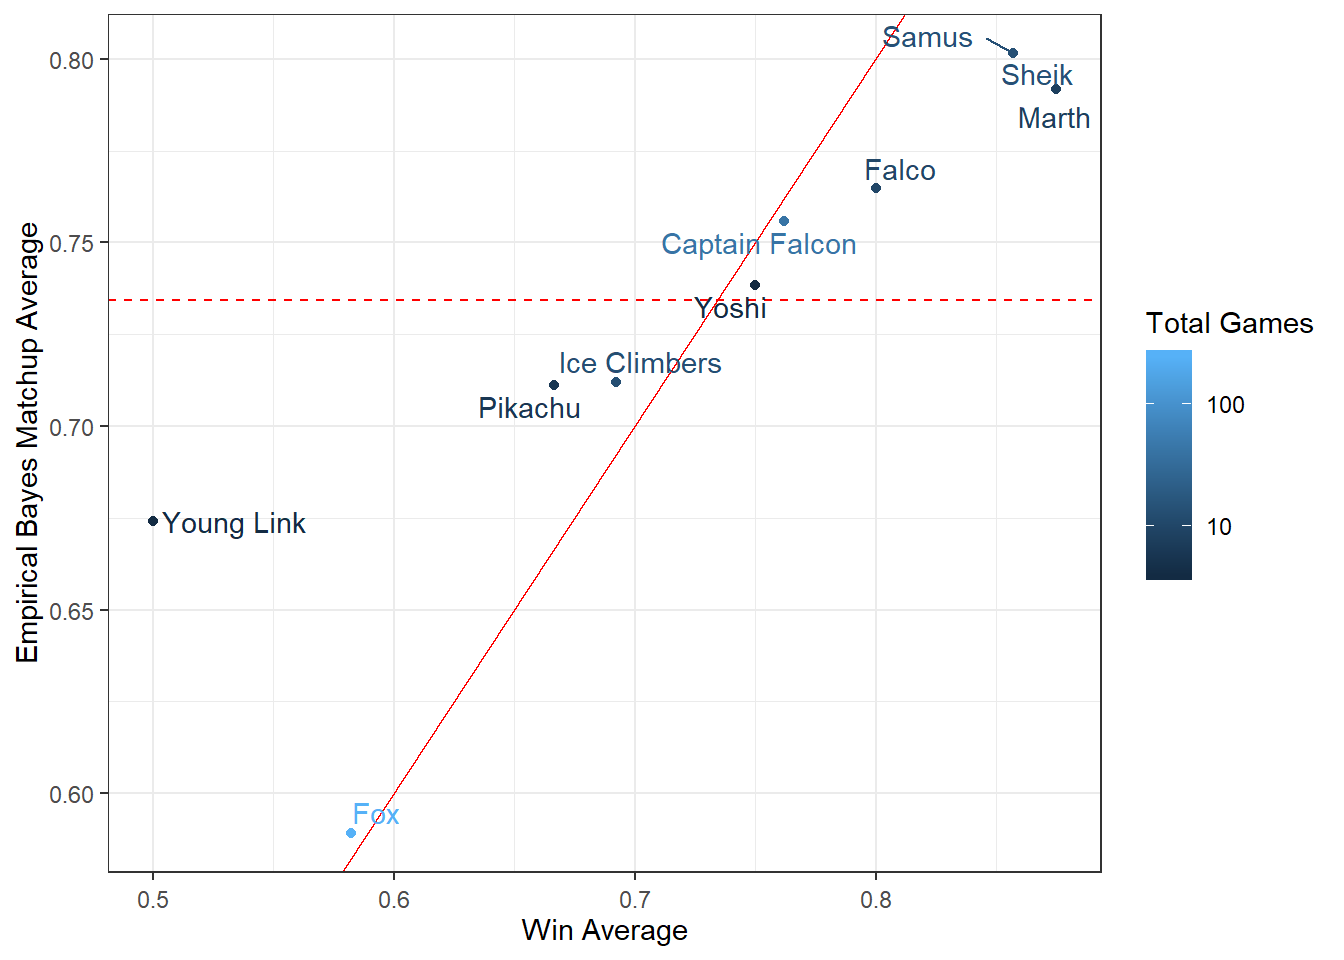 Empirical Bayes Matchup Average
0.80
0.75
0.70
0.65
0.60
Samus
Sheik
Marth
Falco
Captain Falcon
Yoshi
Ice Climbers
Pikachu
Young Link
Fox
0.5
0.6
0.7
0.8
Win Average
Total Games
100
10